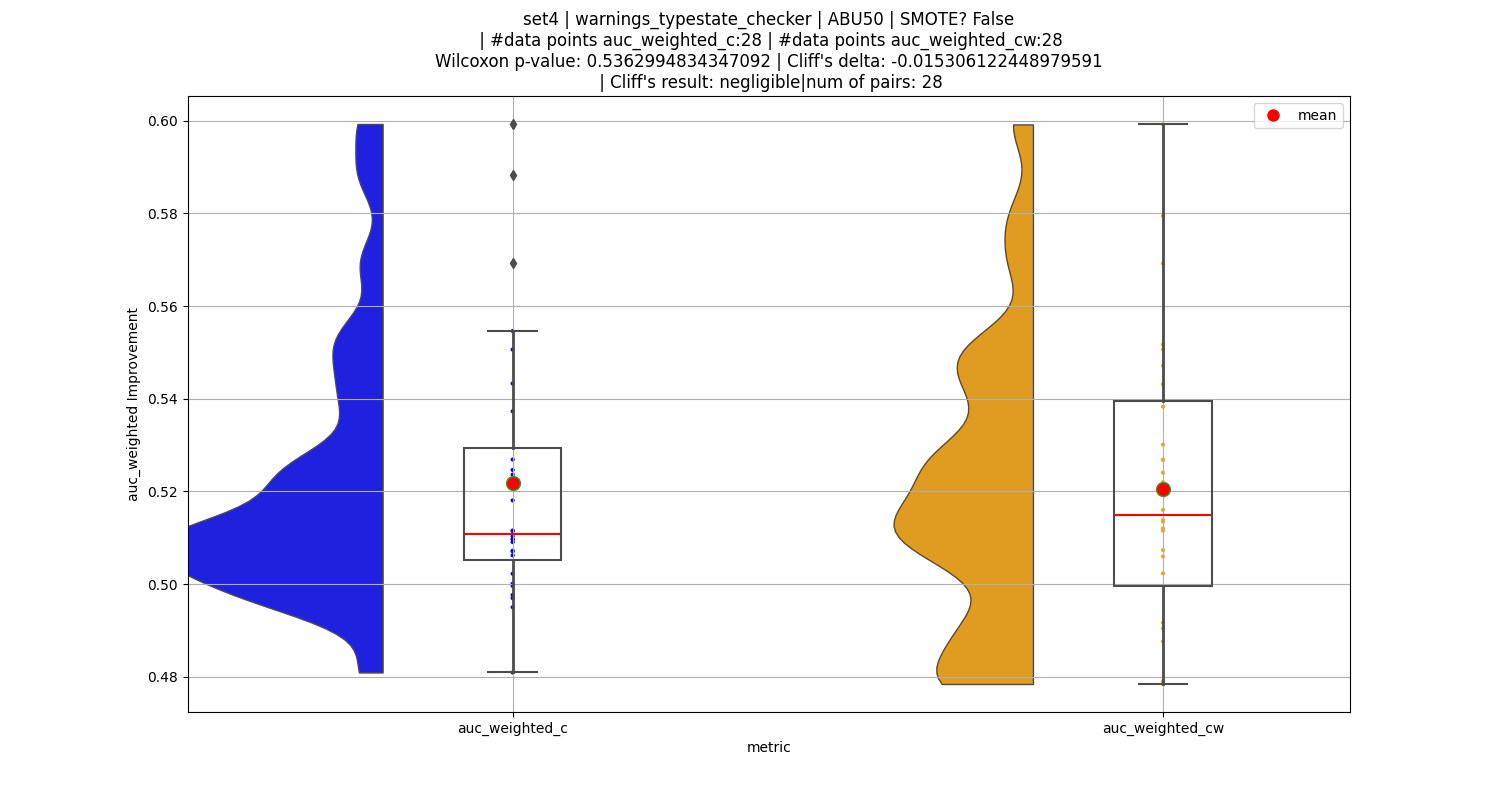 set4 | warnings_typestate_checker | ABU50 | SMOTE? False
| #data points auc_weighted_c:28 | #data points auc_weighted_cw:28
Wilcoxon p-value: 0.5362994834347092 | Cliff's delta: -0.015306122448979591
| Cliff's result: negligible|num of pairs: 28
mean
0.60
0.58
0.56
0.54
0.52
0.50
0.48
auc_weighted Improvement
auc_weighted_c
auc_weighted_cw
metric